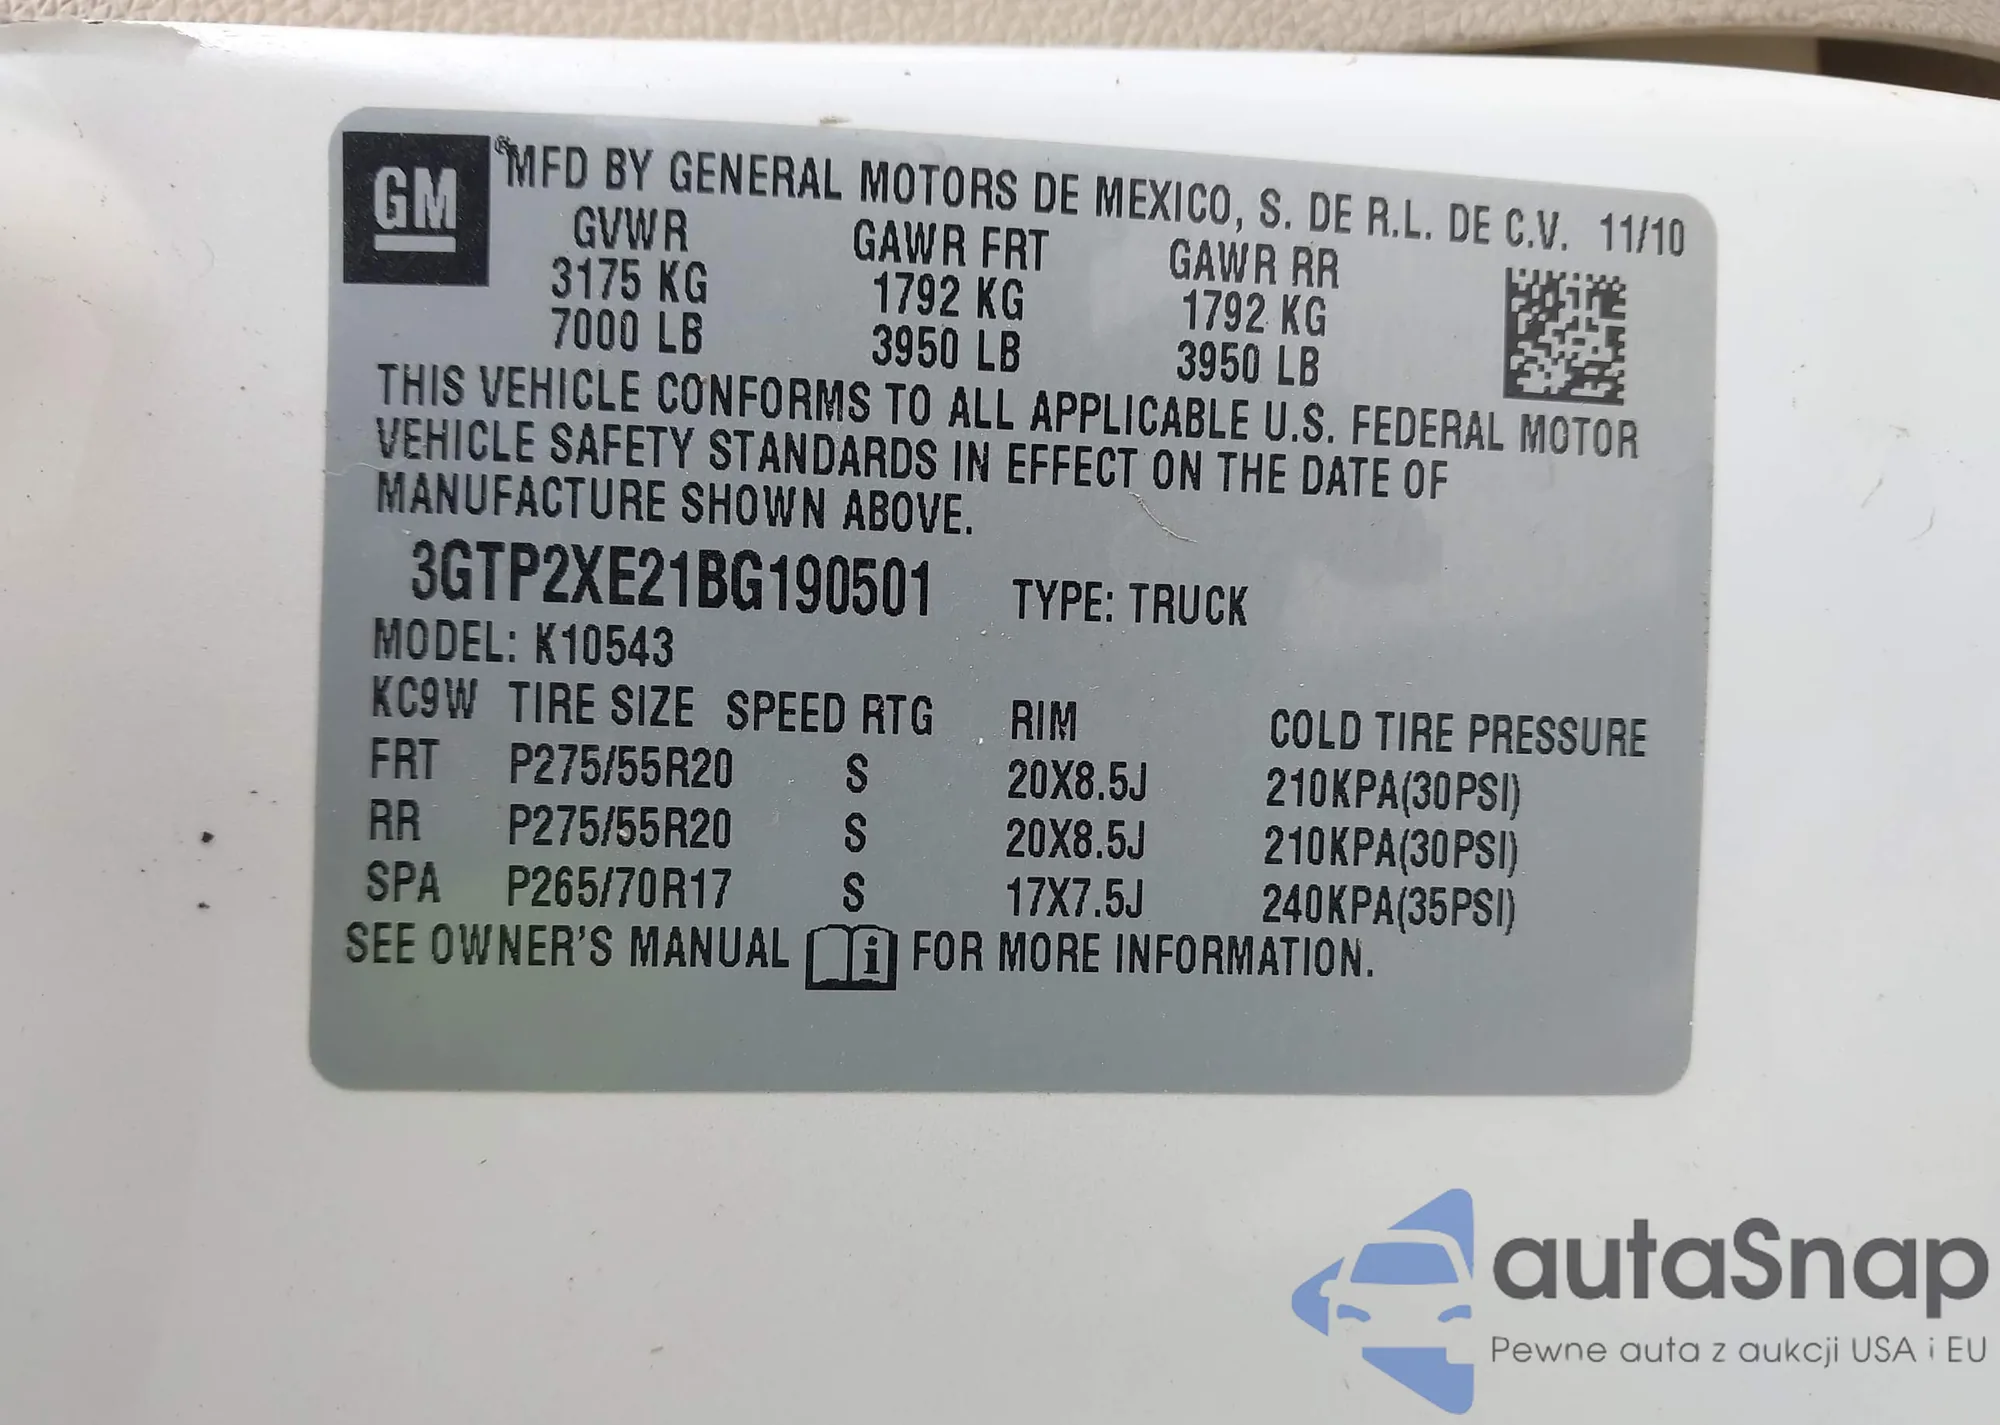 GM
MFD BY GENERAL MOTORS DE MEXICO, S. DE R.L. DE C.V. 11/10
GVWR GAWR FRT GAWR RR
3175 KG 1792 KG 1792 KG
7000 LB 3950 LB 3950 LB
THIS VEHICLE CONFORMS TO ALL APPLICABLE U.S. FEDERAL MOTOR
VEHICLE SAFETY STANDARDS IN EFFECT ON THE DATE OF
MANUFACTURE SHOWN ABOVE.
3GTP2XE21BG190501 TYPE: TRUCK
MODEL: K10543
KC9W TIRE SIZE SPEED RTG RIM COLD TIRE PRESSURE
FRT P275/55R20 S 20X8.5J 210KPA(30PSI)
RR P275/55R20 S 20X8.5J 210KPA(30PSI)
SPA P265/70R17 S 17X7.5J 240KPA(35PSI)
SEE OWNER'S MANUAL i FOR MORE INFORMATION.
autaSnap
Pewne auta z aukcji USA i EU